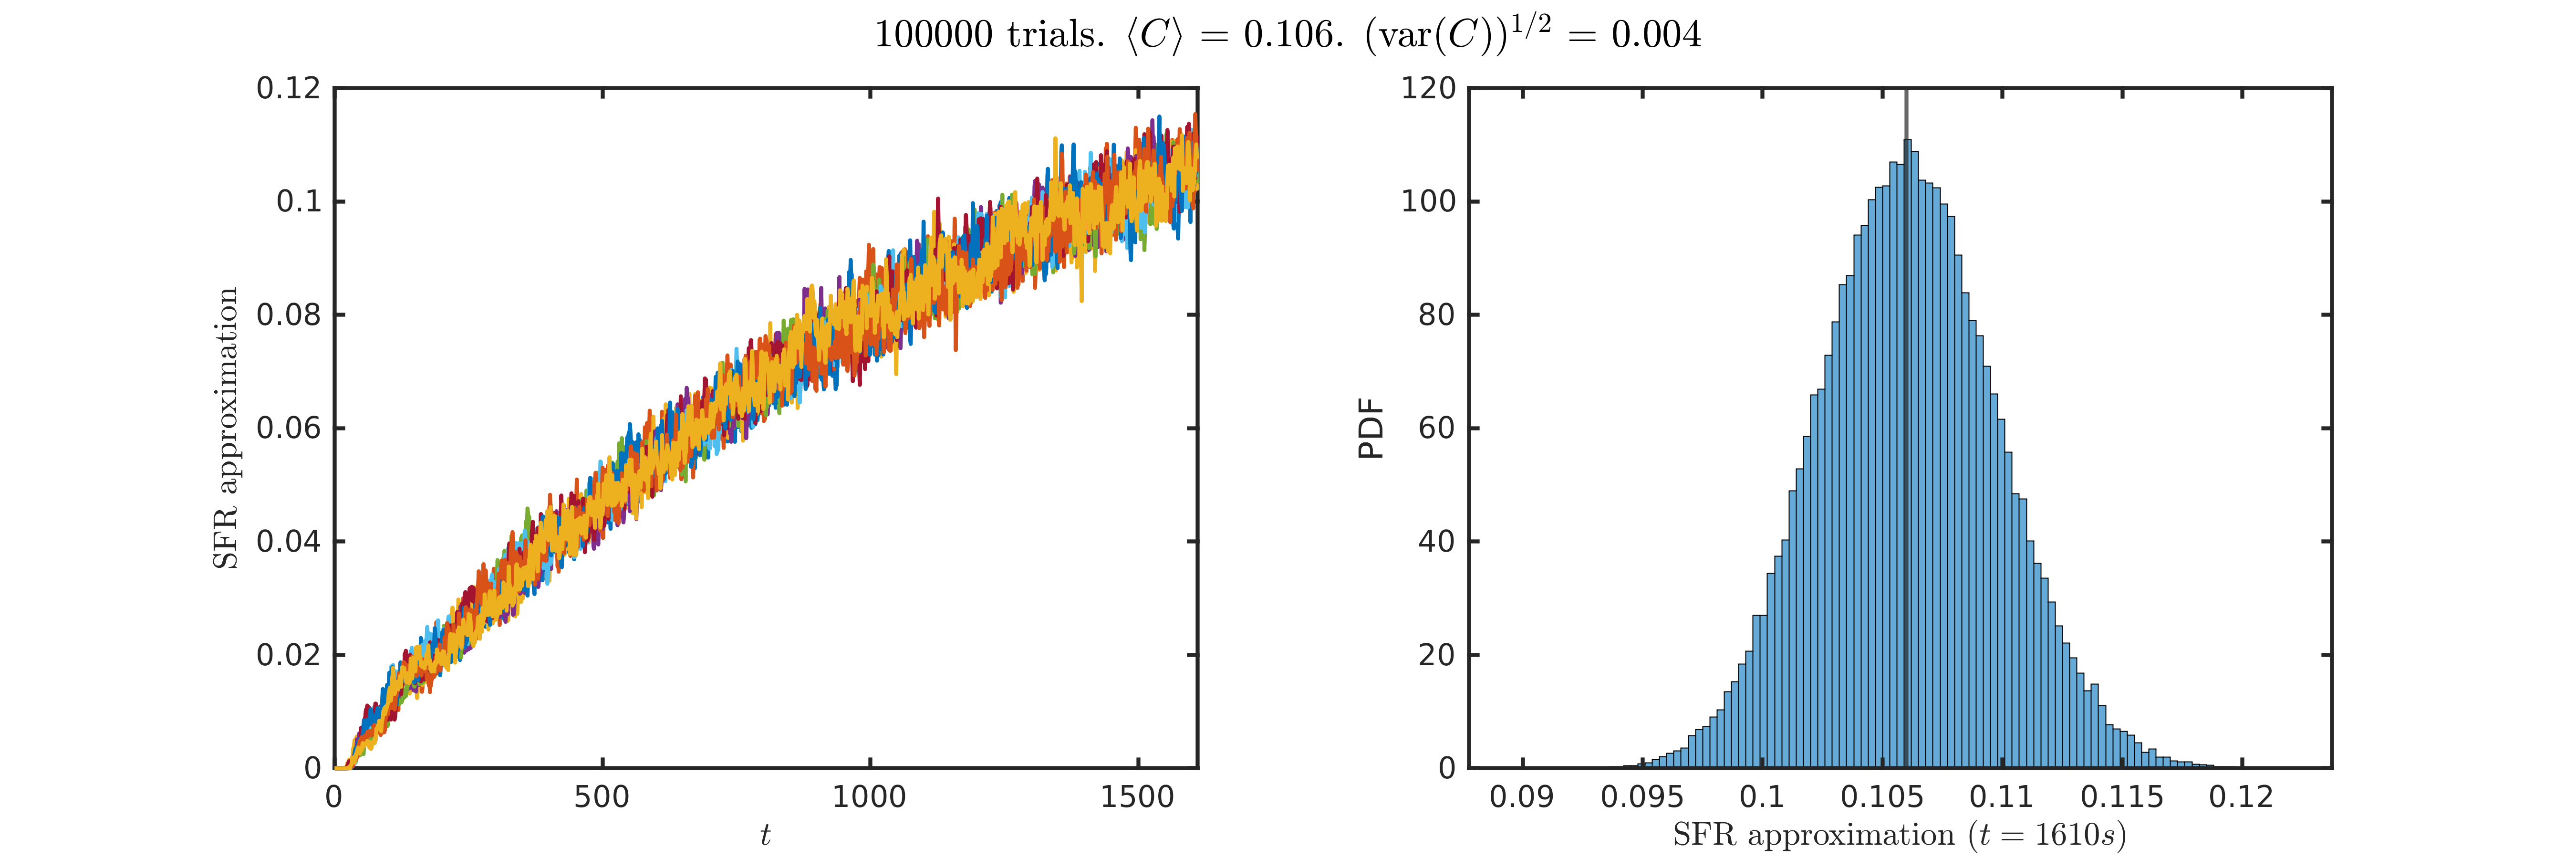 100000 trials. ⟨C⟩ = 0.106. (var(C))^{1/2} = 0.004
0.12
0.1
0.08
0.06
0.04
0.02
0
SFR approximation
0 500 1000 1500
t
120
100
80
60
40
20
0
PDF
0.09 0.095 0.1 0.105 0.11 0.115 0.12
SFR approximation (t = 1610s)